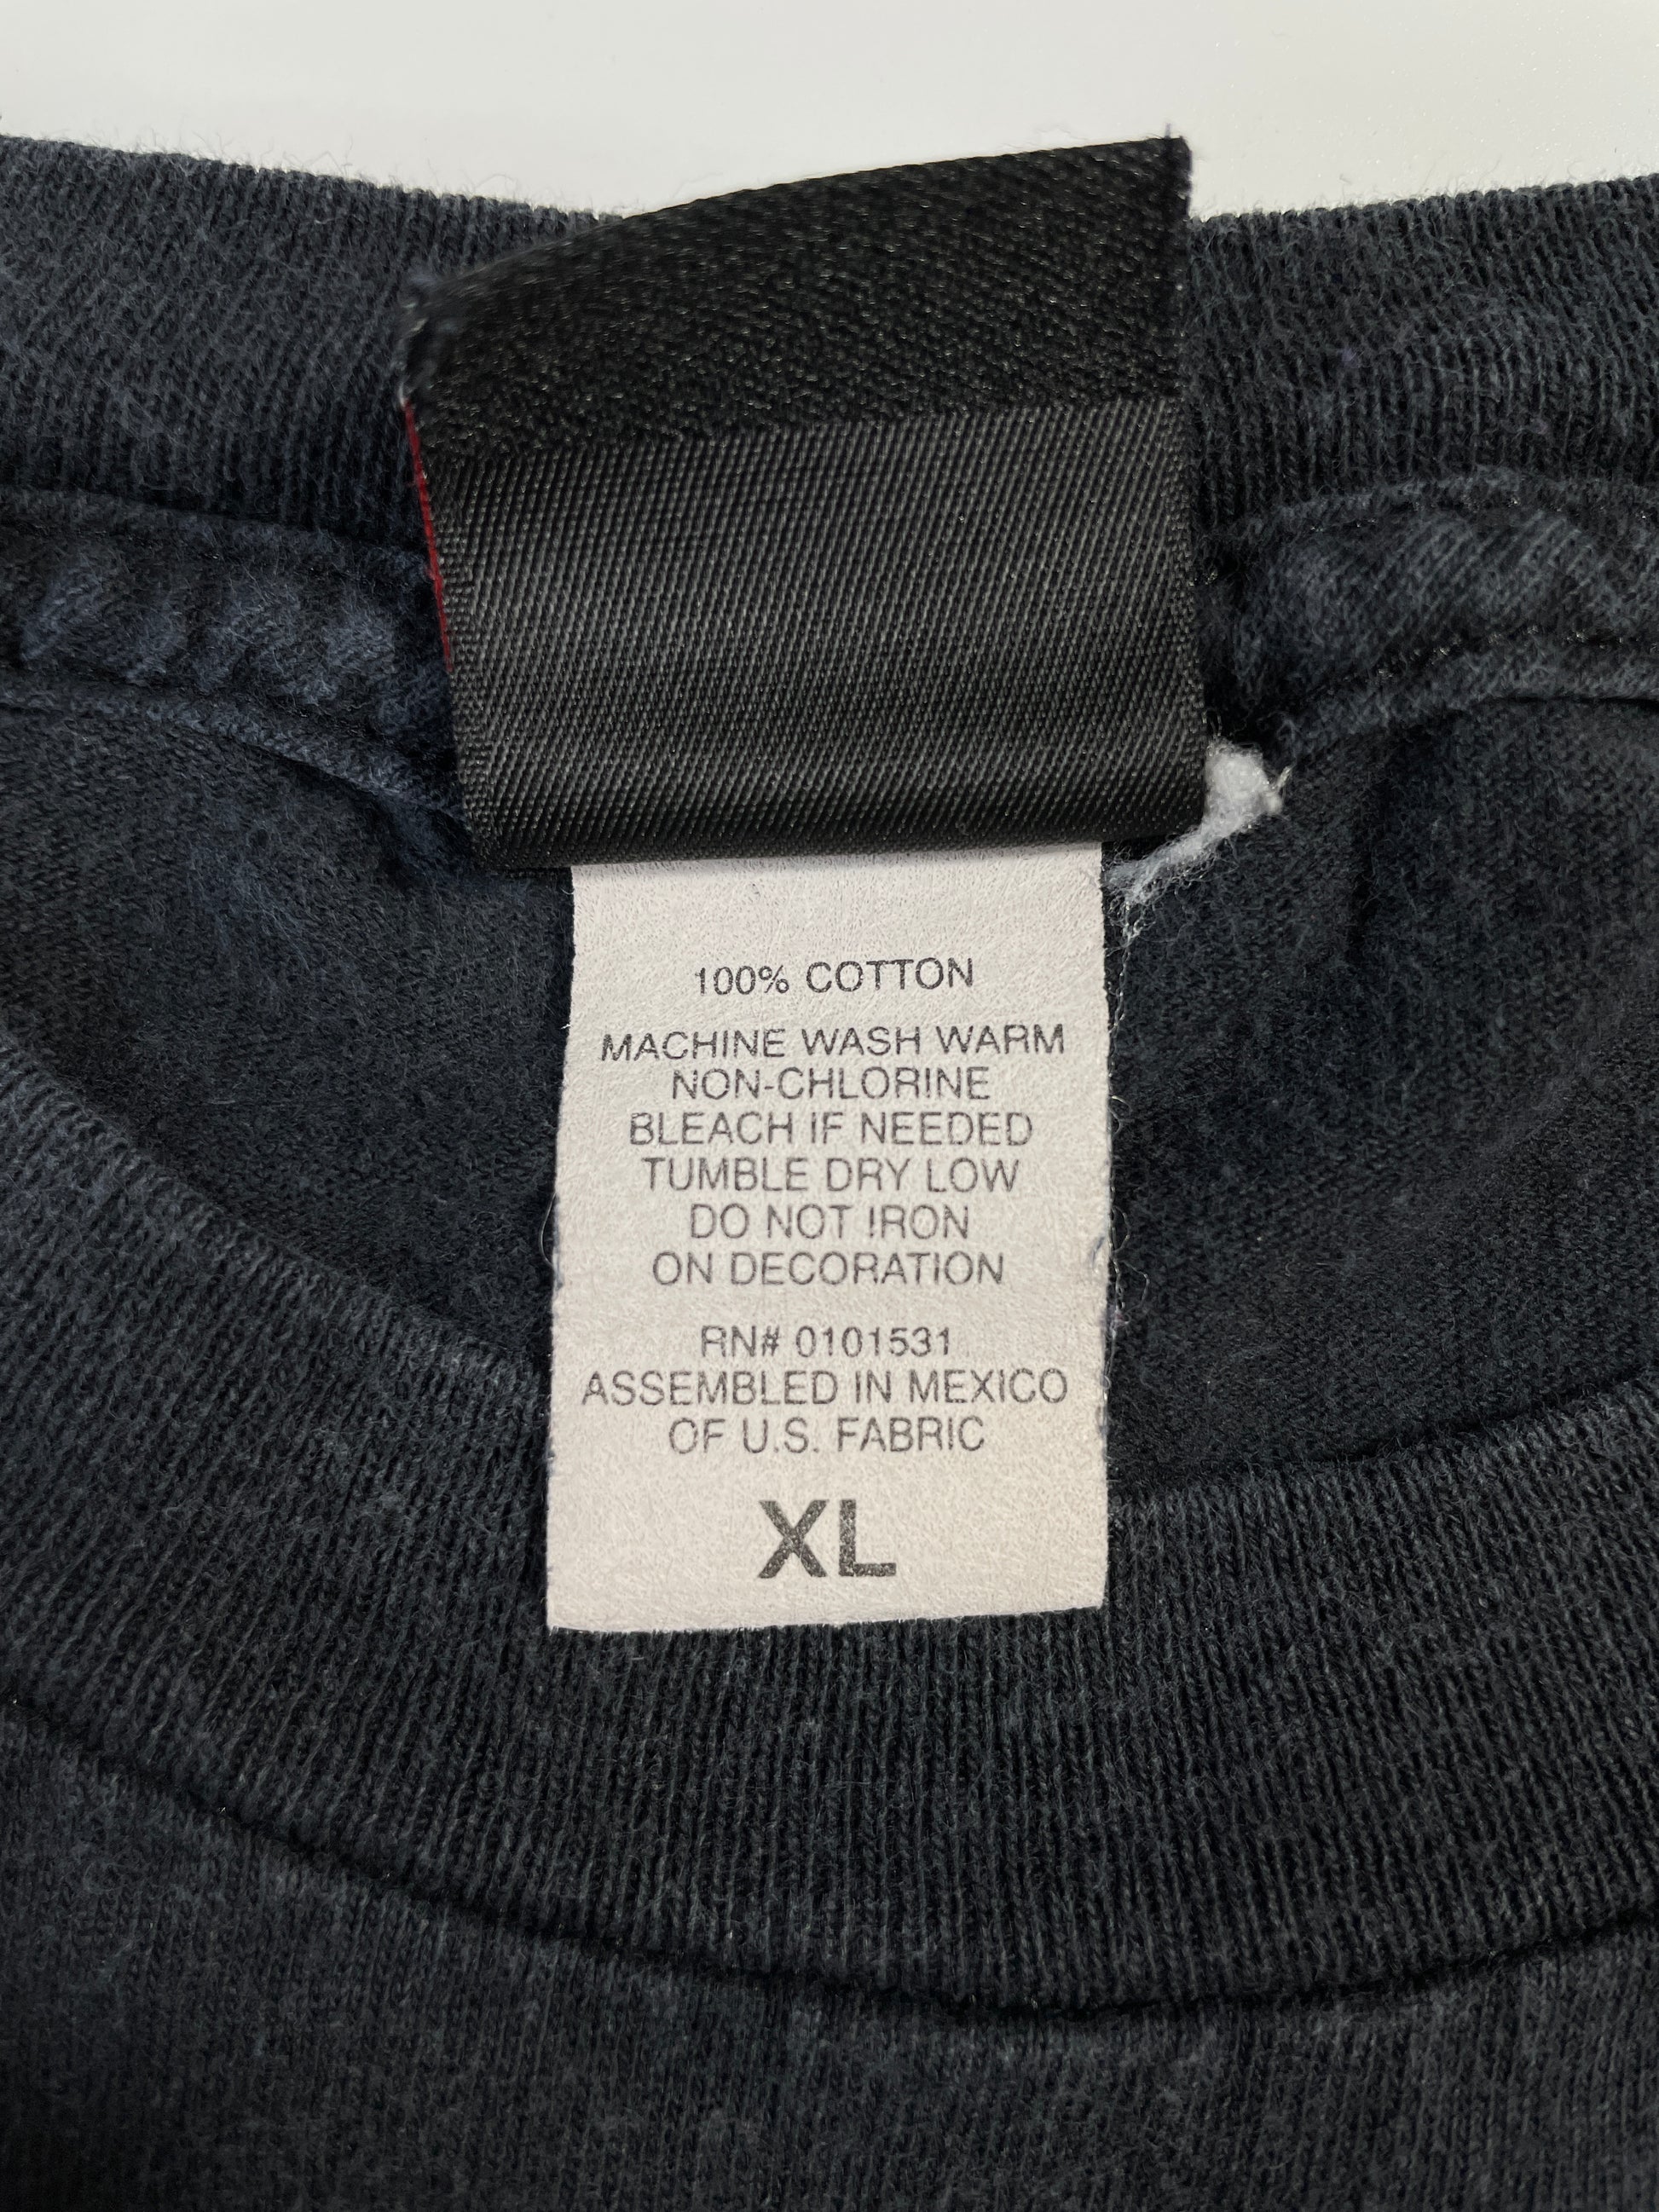 100% COTTON
MACHINE WASH WARM
NON-CHLORINE
BLEACH IF NEEDED
TUMBLE DRY LOW
DO NOT IRON
ON DECORATION
RN# 0101531
ASSEMBLED IN MEXICO
OF U.S. FABRIC
XL